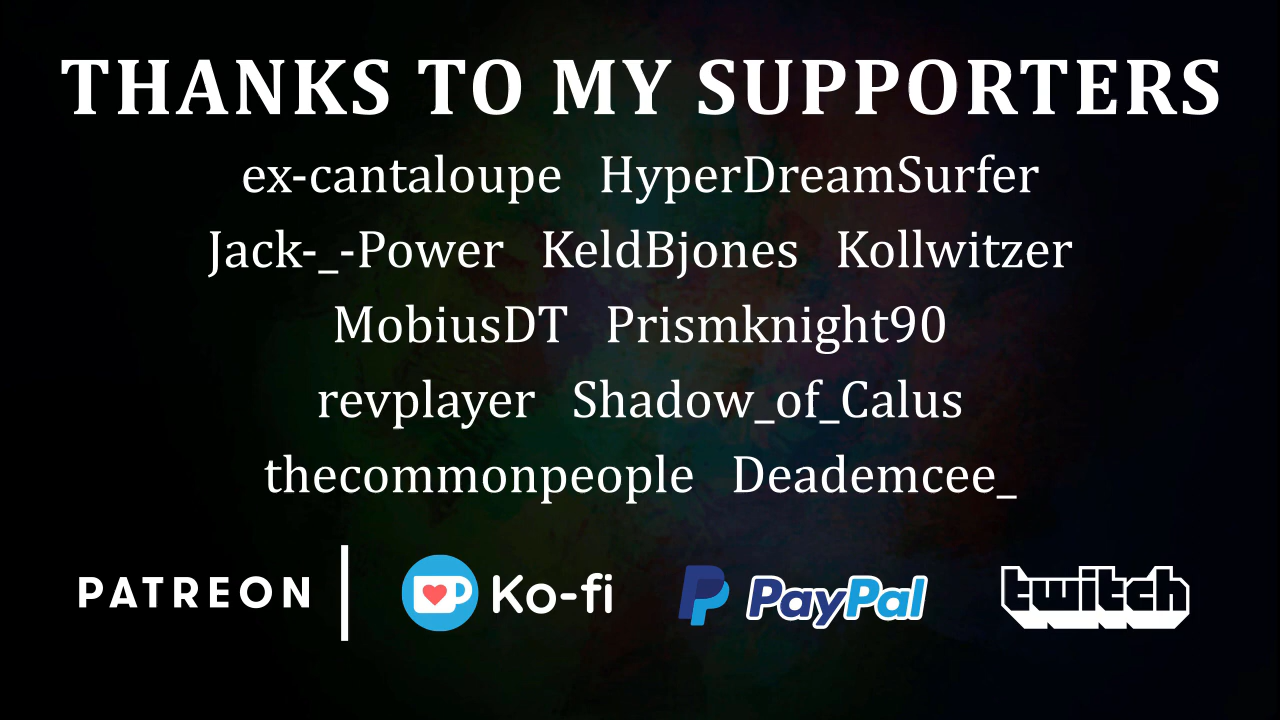 THANKS TO MY SUPPORTERS
ex-cantaloupe HyperDreamSurfer
Jack-_-Power KeldBjones Kollwitzer
MobiusDT Prismknight90
revplayer Shadow_of_Calus
thecommonpeople Deademcee_
PATREON Ko-fi PayPal twitch